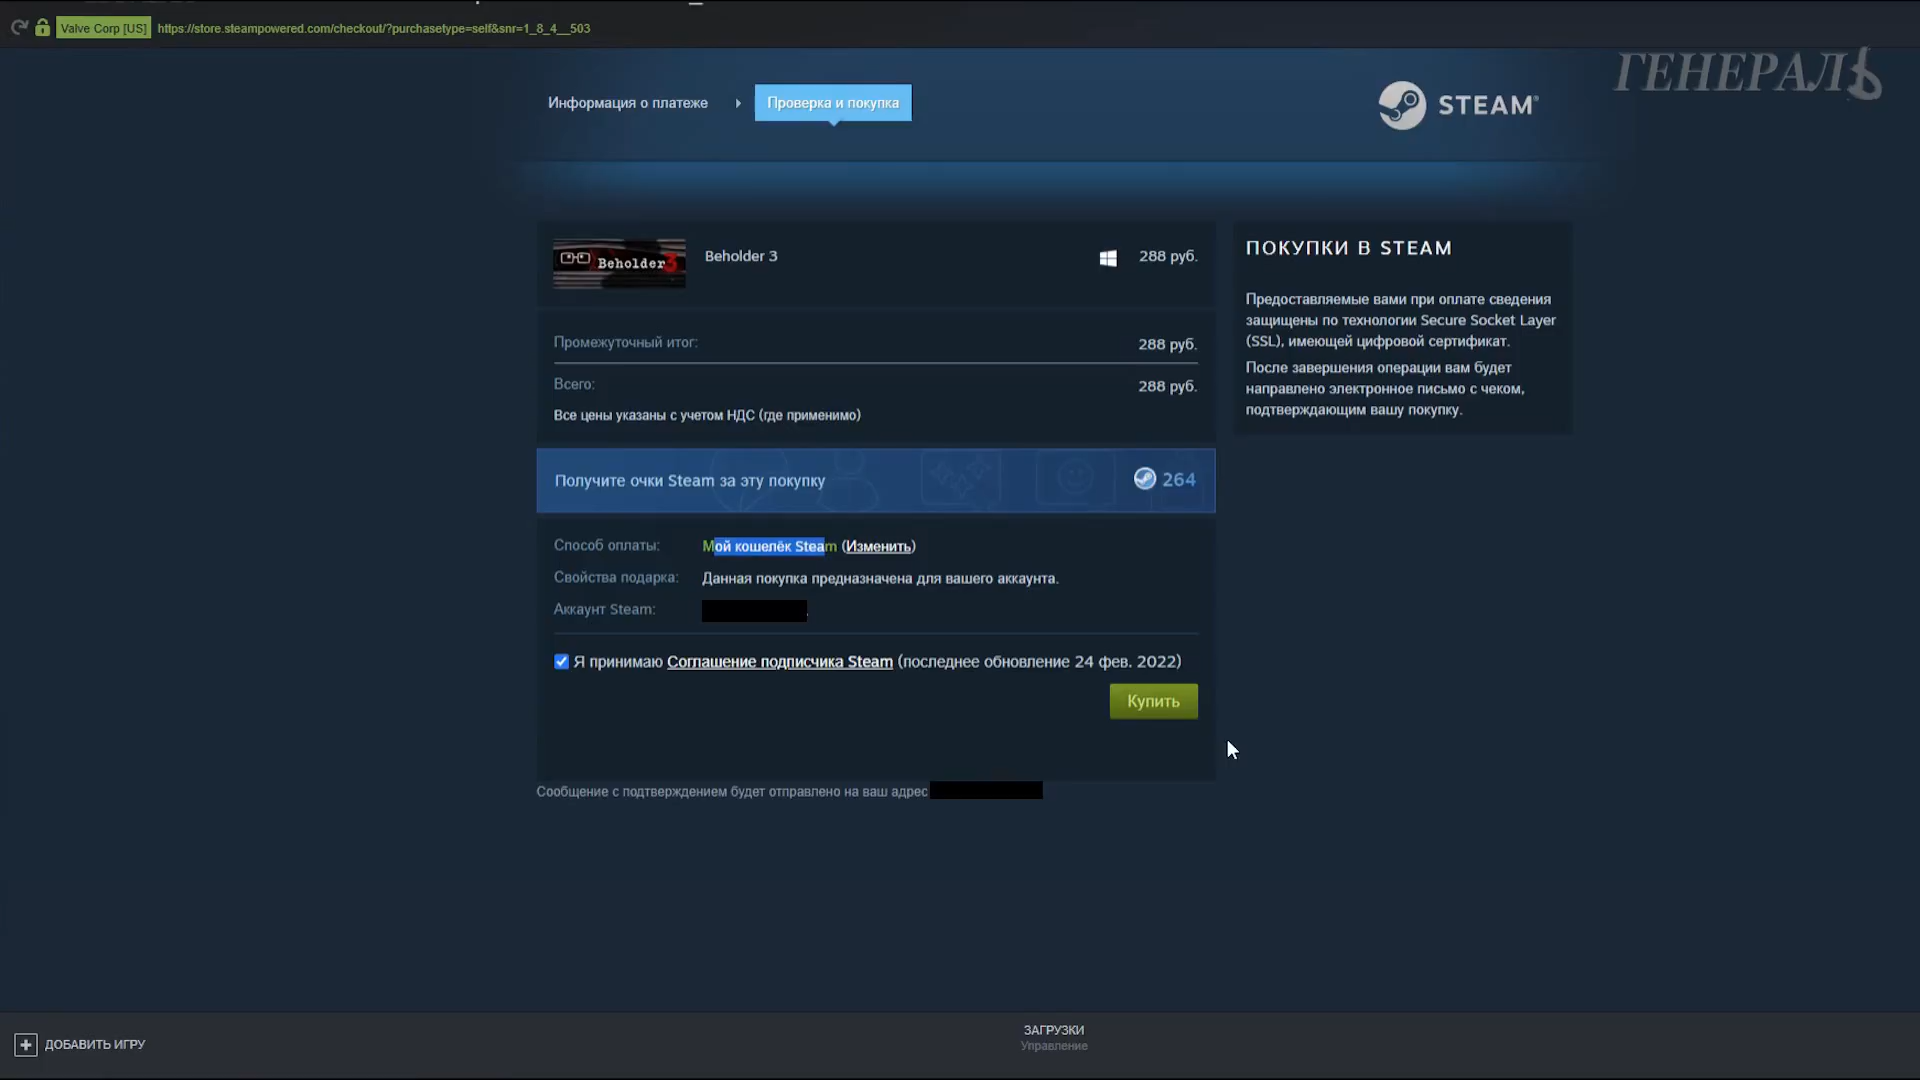 Valve Corp [US] https://store.steampowered.com/checkout/?purchasetype=self&snr=1_8_4__503
ГЕНЕРАЛЬ
Информация о платеже
Проверка и покупка
STEAM®
Beholder 3
Beholder 3
288 руб.
Промежуточный итог:
288 руб.
Всего:
288 руб.
Все цены указаны с учетом НДС (где применимо)
Получите очки Steam за эту покупку
264
Способ оплаты:
Мой кошелёк Steam (Изменить)
Свойства подарка:
Данная покупка предназначена для вашего аккаунта.
Аккаунт Steam:
Я принимаю Соглашение подписчика Steam (последнее обновление 24 фев. 2022)
Купить
Сообщение с подтверждением будет отправлено на ваш адрес
ПОКУПКИ В STEAM
Предоставляемые вами при оплате сведения
защищены по технологии Secure Socket Layer
(SSL), имеющей цифровой сертификат.
После завершения операции вам будет
направлено электронное письмо с чеком,
подтверждающим вашу покупку.
ДОБАВИТЬ ИГРУ
ЗАГРУЗКИ
Управление